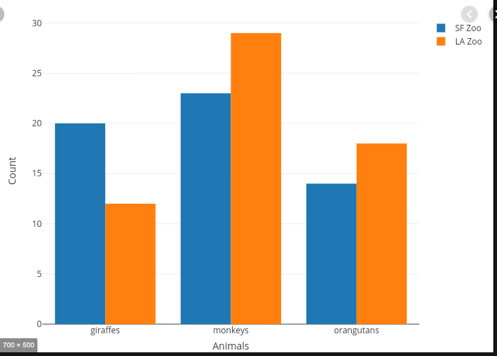 30
25
20
15
10
5
0
Count
giraffes
monkeys
orangutans
Animals
SF Zoo
LA Zoo
700 × 500